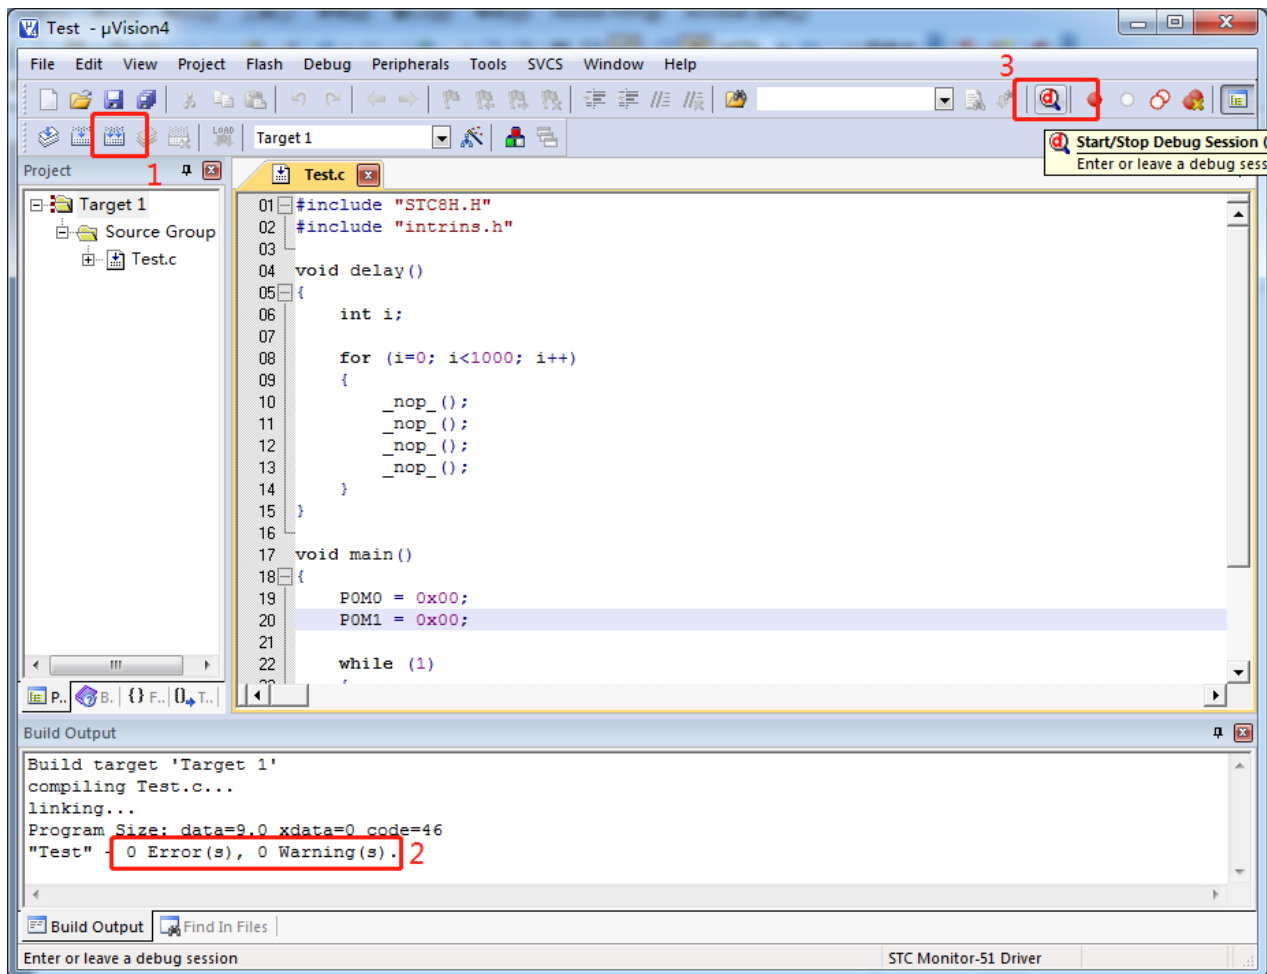 Test - µVision4
File Edit View Project Flash Debug Peripherals Tools SVCS Window Help
3
LOAD
Target 1
Start/Stop Debug Session (
Enter or leave a debug sess
1
Project
Test.c
Target 1
Source Group
Test.c
01 #include "STC8H.H"
02 #include "intrins.h"
03
04 void delay()
05 {
06 int i;
07
08 for (i=0; i<1000; i++)
09 {
10 _nop_();
11 _nop_();
12 _nop_();
13 _nop_();
14 }
15 }
16
17 void main()
18 {
19 P0M0 = 0x00;
20 P0M1 = 0x00;
21
22 while (1)
P.. B. {} F.. 0 T..
Build Output
Build target 'Target 1'
compiling Test.c...
linking...
Program Size: data=9.0 xdata=0 code=46
"Test" - 0 Error(s), 0 Warning(s). 2
Build Output Find In Files
Enter or leave a debug session STC Monitor-51 Driver